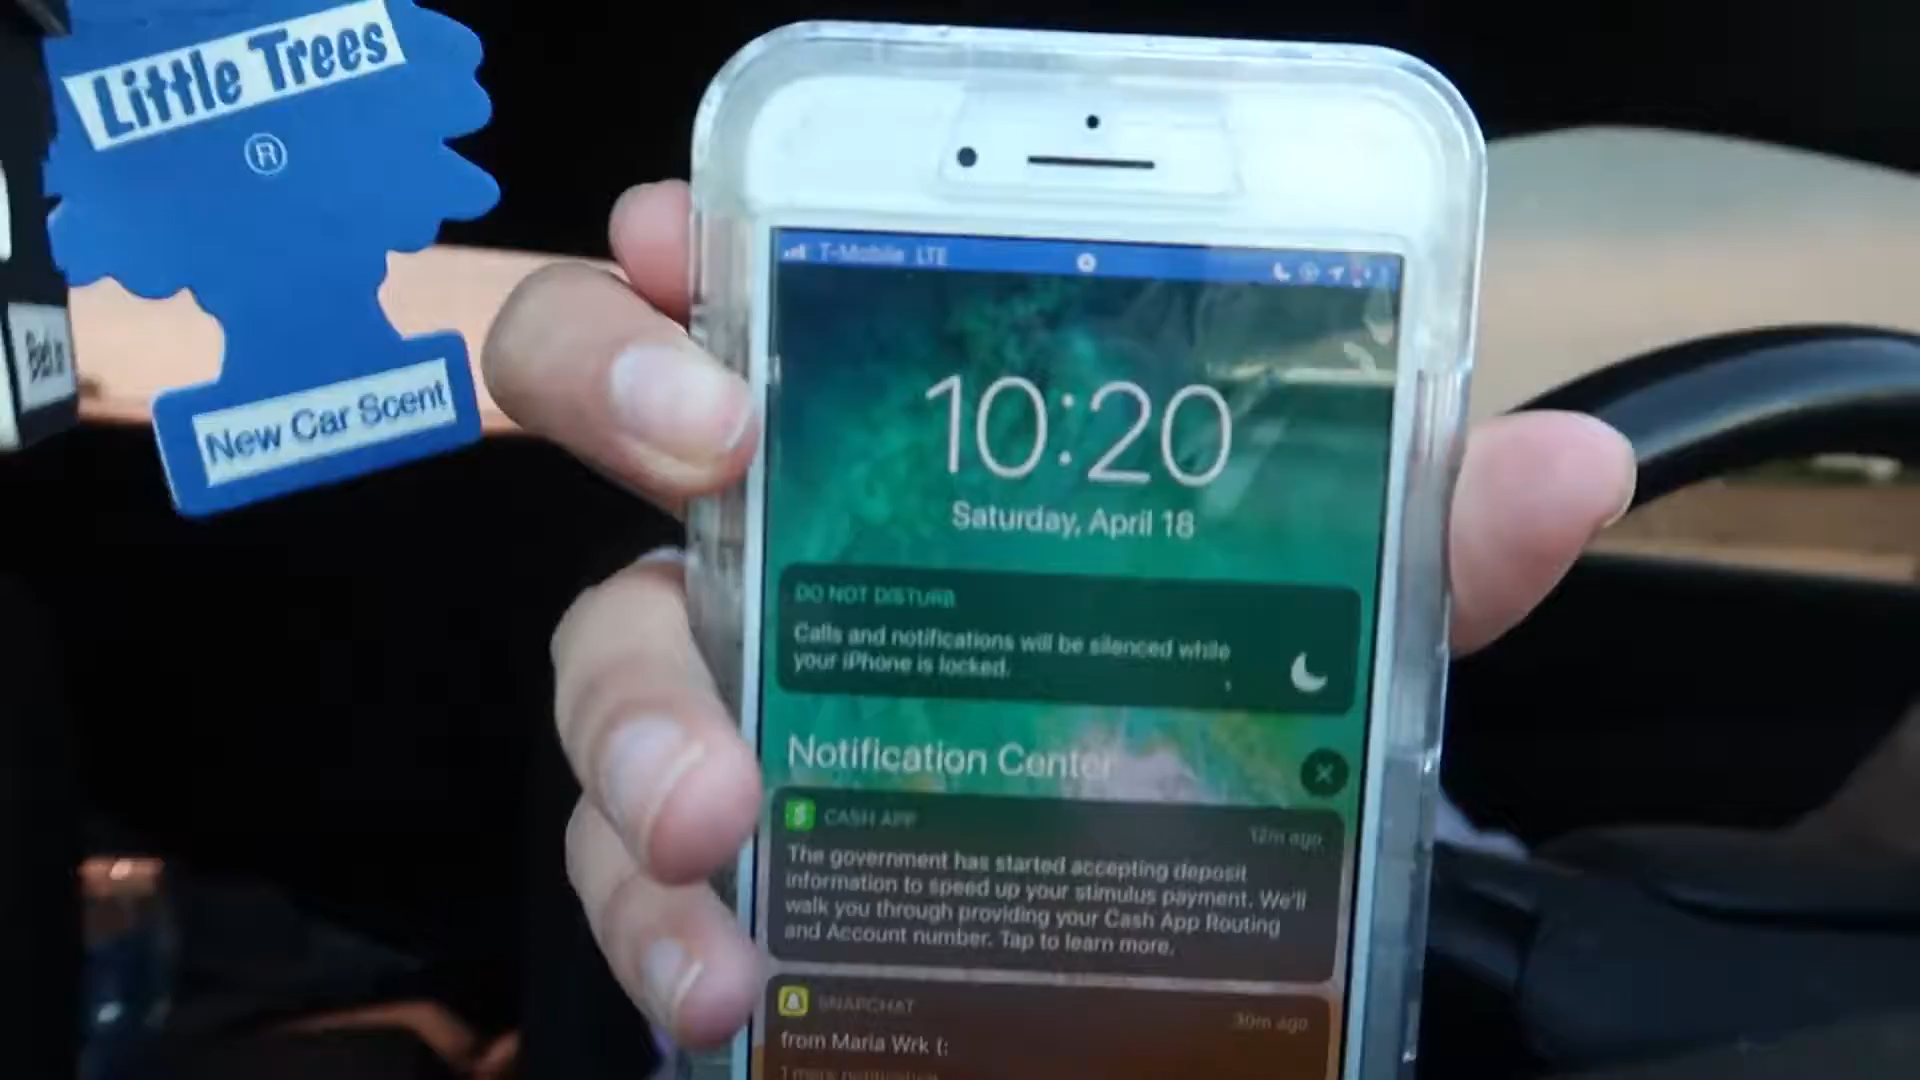 Little Trees
®
New Car Scent
T-Mobile LTE
10:20
Saturday, April 18
DO NOT DISTURB
Calls and notifications will be silenced while
your iPhone is locked.
Notification Center
CASH APP
12m ago
The government has started accepting deposit
information to speed up your stimulus payment. We'll
walk you through providing your Cash App Routing
and Account number. Tap to learn more.
SNAPCHAT
30m ago
from Maria Wrk (:
1 more notification